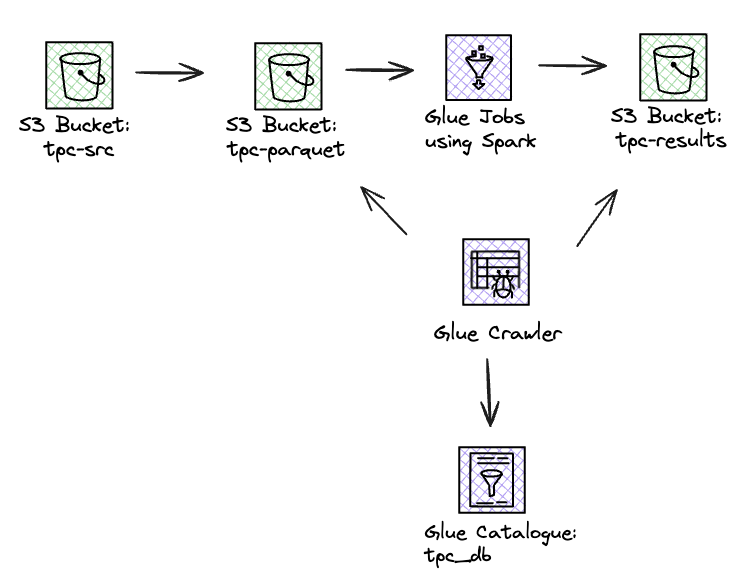 S3 Bucket:
tpc-src
S3 Bucket:
tpc-parquet
Glue Jobs
using Spark
S3 Bucket:
tpc-results
Glue Crawler
Glue Catalogue:
tpc_db